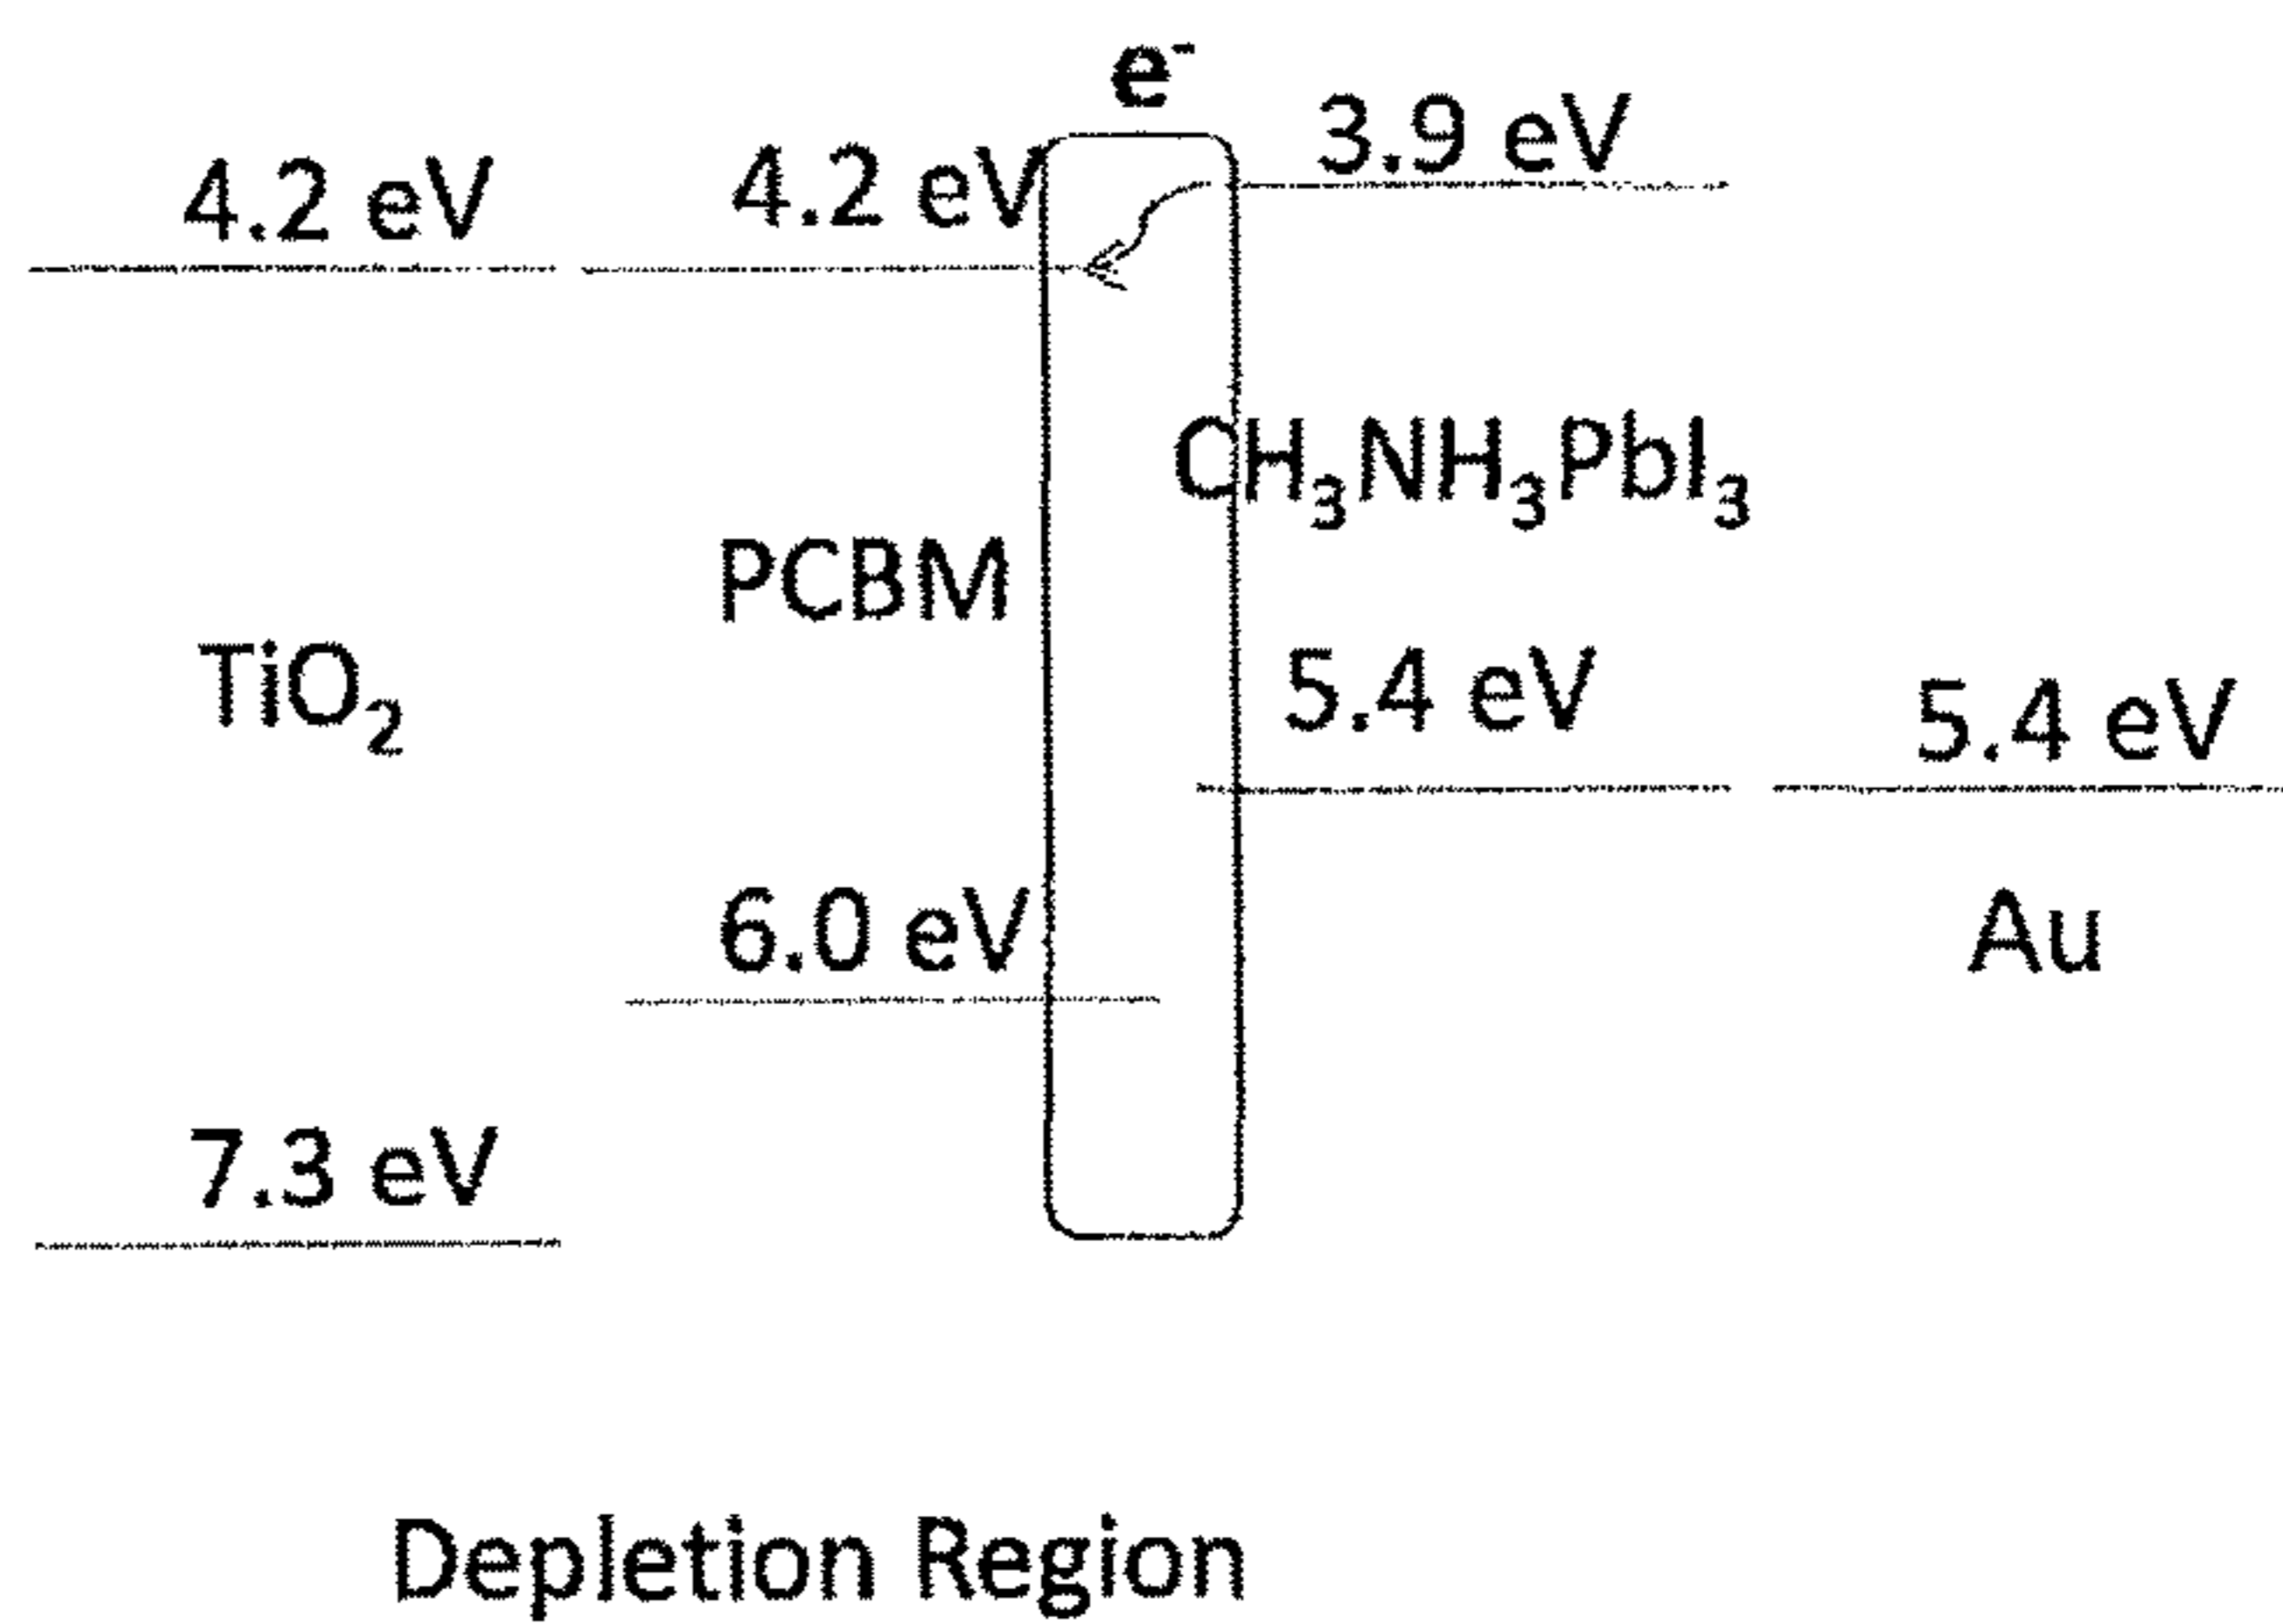 e⁻
3.9 eV
4.2 eV
4.2 eV
CH₃NH₃PbI₃
PCBM
TiO₂
5.4 eV
5.4 eV
6.0 eV
Au
7.3 eV
Depletion Region